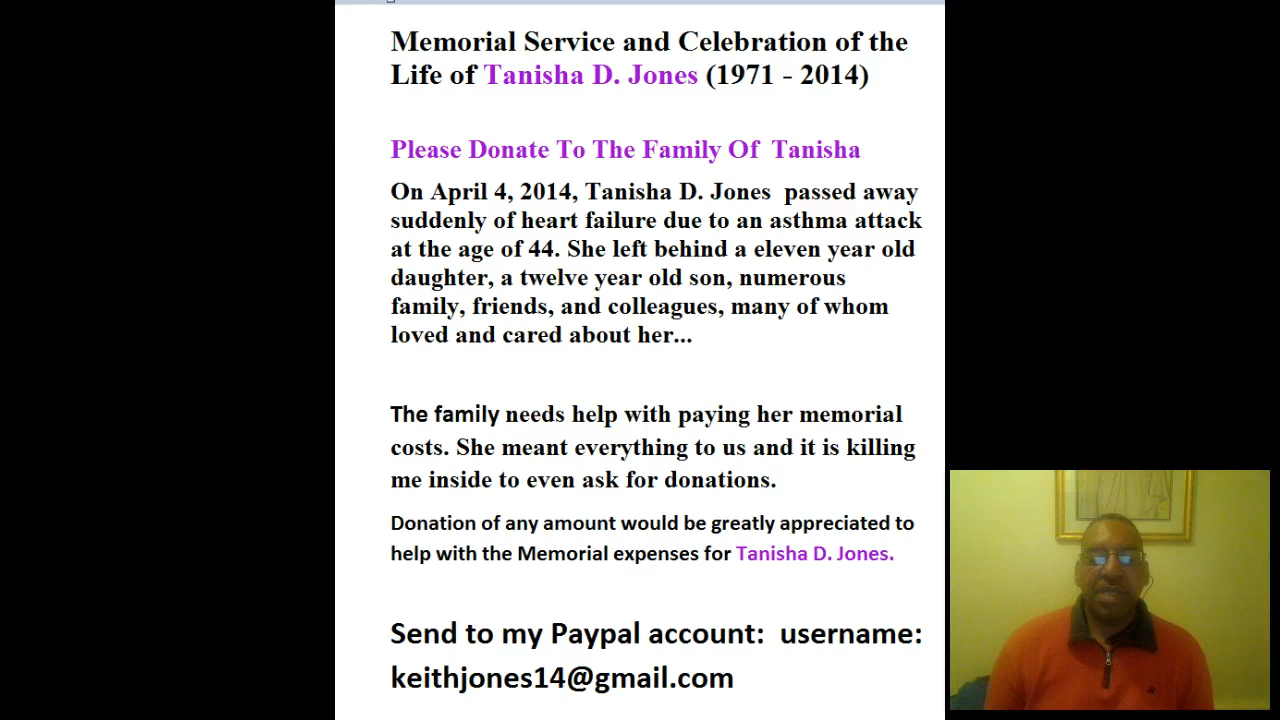 Memorial Service and Celebration of the
Life of Tanisha D. Jones (1971 - 2014)
Please Donate To The Family Of Tanisha
On April 4, 2014, Tanisha D. Jones passed away
suddenly of heart failure due to an asthma attack
at the age of 44. She left behind a eleven year old
daughter, a twelve year old son, numerous
family, friends, and colleagues, many of whom
loved and cared about her...
The family needs help with paying her memorial
costs. She meant everything to us and it is killing
me inside to even ask for donations.
Donation of any amount would be greatly appreciated to
help with the Memorial expenses for Tanisha D. Jones.
Send to my Paypal account: username:
keithjones14@gmail.com